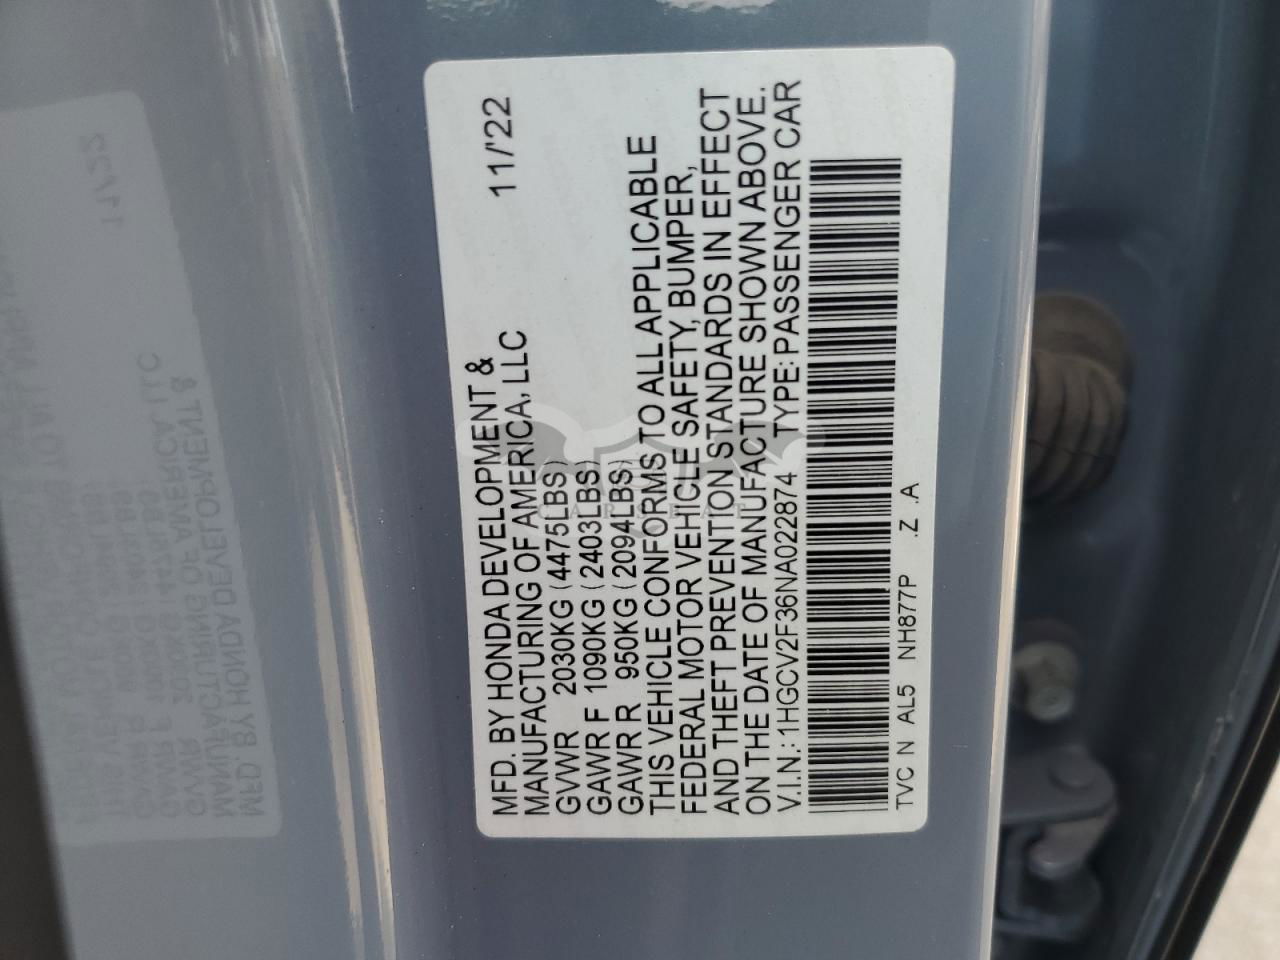 MFD. BY HONDA DEVELOPMENT &
MANUFACTURING OF AMERICA, LLC 11/'22
GVWR 2030KG (4475LBS)
GAWR F 1090KG (2403LBS)
GAWR R 950KG (2094LBS)
THIS VEHICLE CONFORMS TO ALL APPLICABLE
FEDERAL MOTOR VEHICLE SAFETY, BUMPER,
AND THEFT PREVENTION STANDARDS IN EFFECT
ON THE DATE OF MANUFACTURE SHOWN ABOVE.
V.I.N.: 1HGCV2F36NA022874 TYPE: PASSENGER CAR
TVC N AL5 NH877P .Z .A